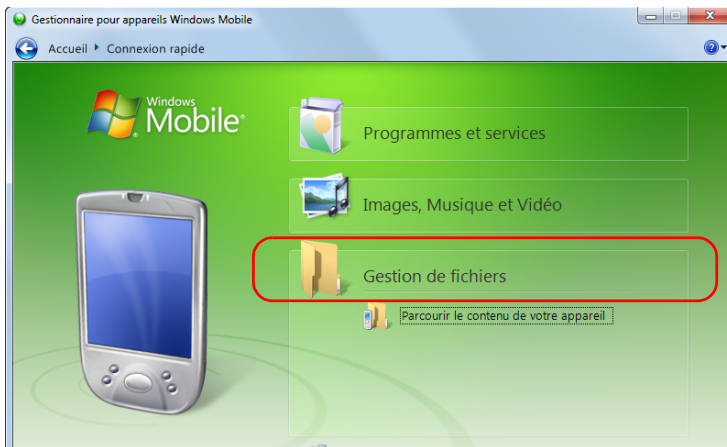 Gestionnaire pour appareils Windows Mobile
Accueil Connexion rapide
Windows
Mobile
Programmes et services
Images, Musique et Vidéo
Gestion de fichiers
Parcourir le contenu de votre appareil